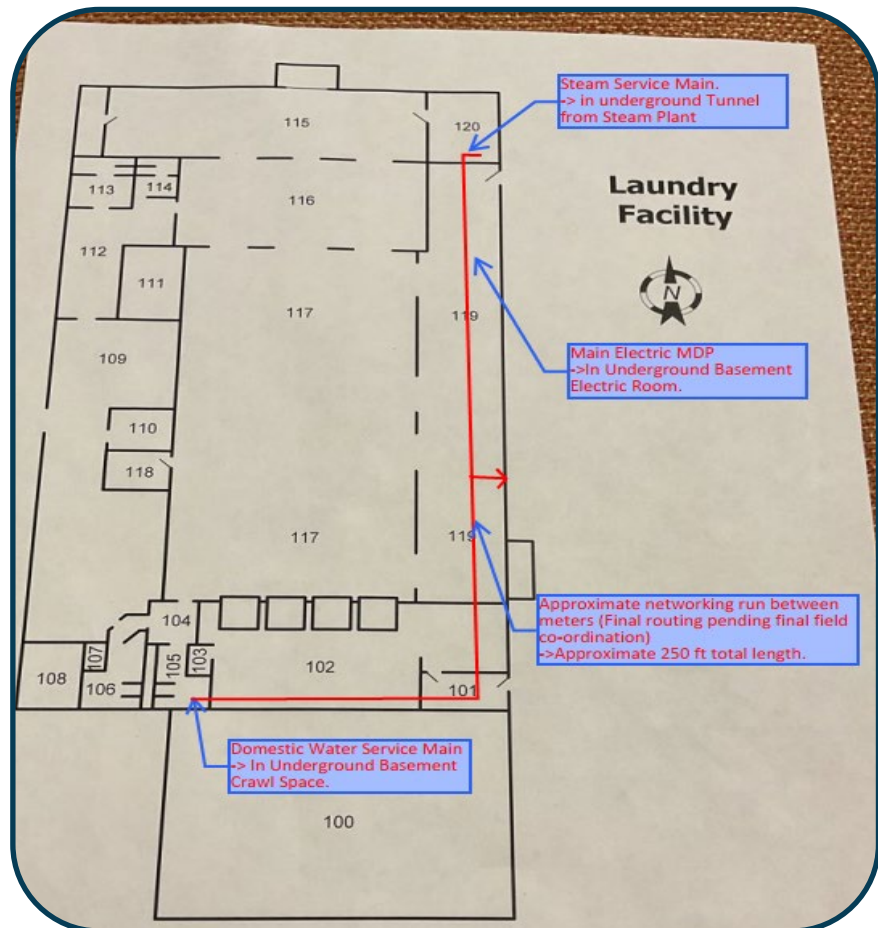 Steam Service Main.
-> in underground Tunnel
from Steam Plant
115
120
Laundry
Facility
113
114
116
N
112
111
117
119
109
Main Electric MDP
->In Underground Basement
Electric Room.
110
118
117
119
Approximate networking run between
meters (Final routing pending final field
co-ordination)
->Approximate 250 ft total length.
104
107
105
103
102
108
106
101
Domestic Water Service Main
-> In Underground Basement
Crawl Space.
100